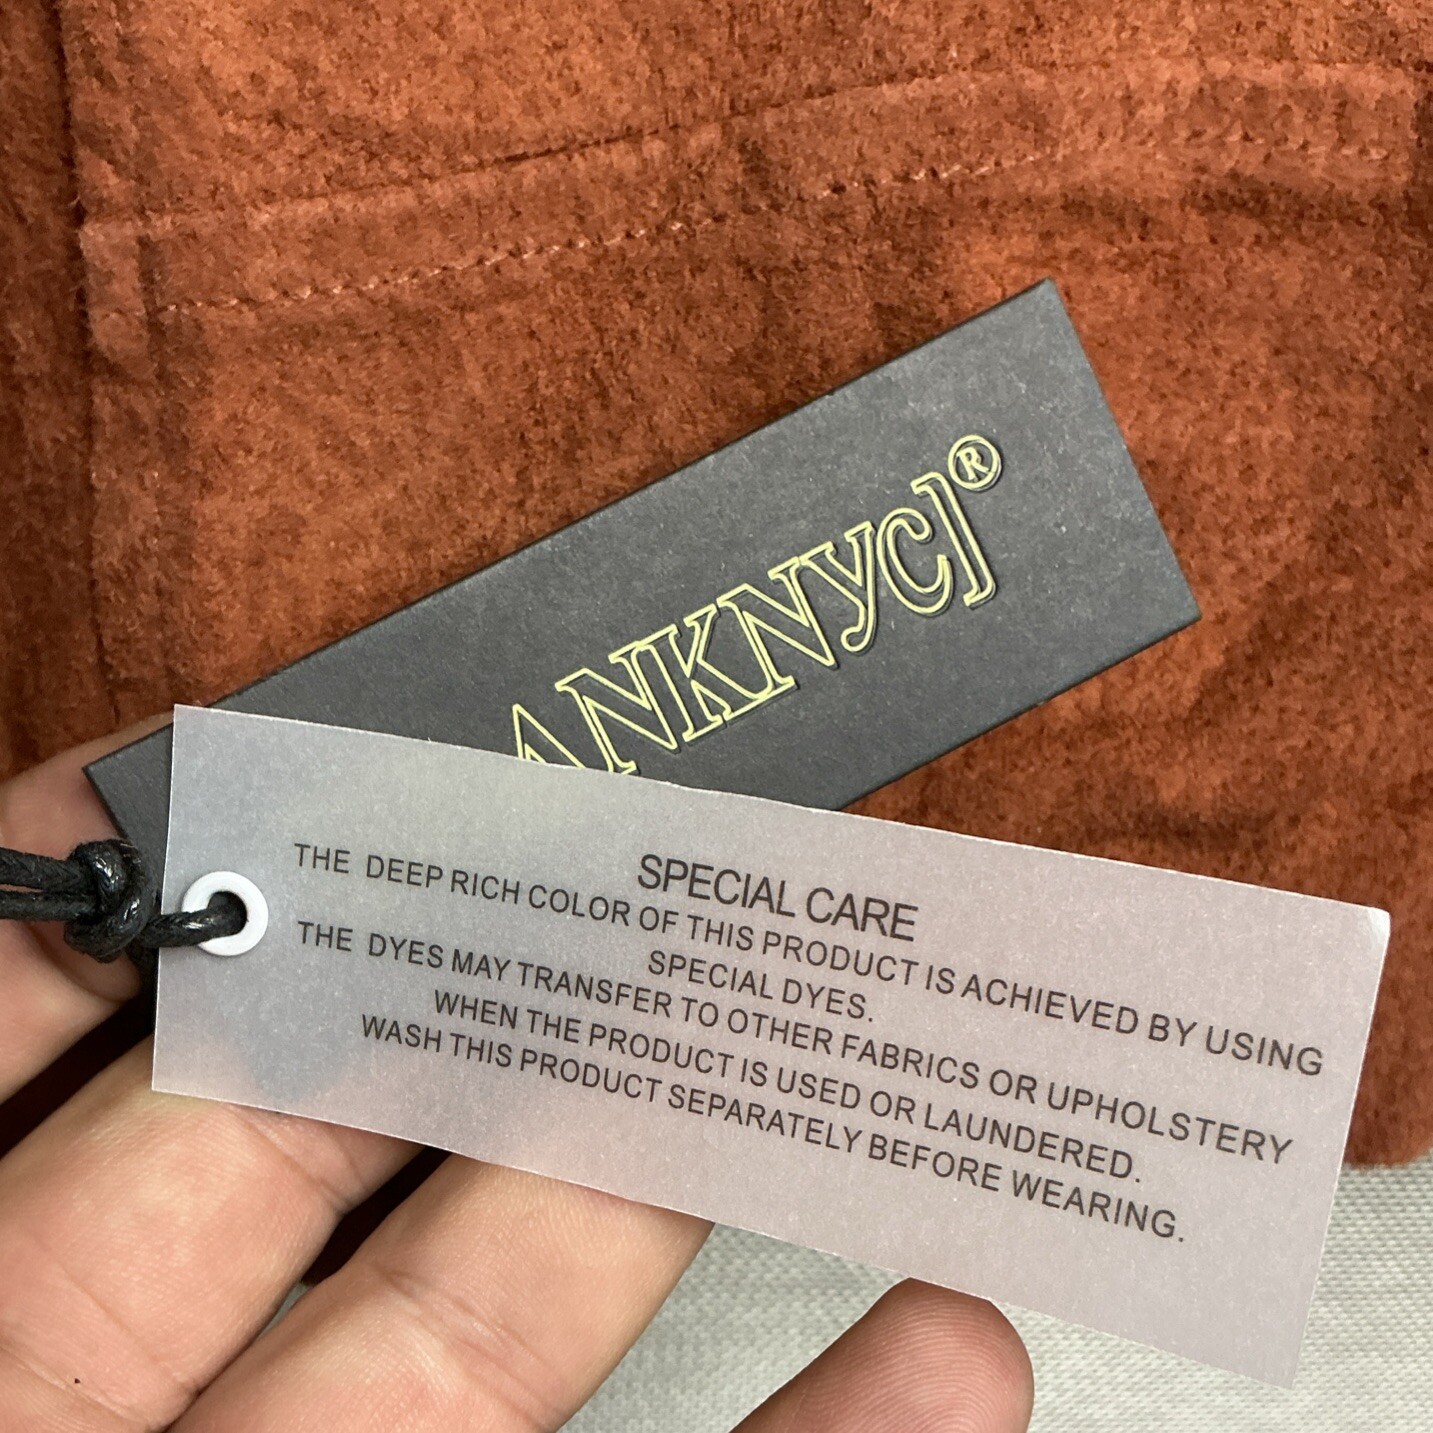 ANKNYC]®
SPECIAL CARE
THE DEEP RICH COLOR OF THIS PRODUCT IS ACHIEVED BY USING
SPECIAL DYES.
THE DYES MAY TRANSFER TO OTHER FABRICS OR UPHOLSTERY
WHEN THE PRODUCT IS USED OR LAUNDERED.
WASH THIS PRODUCT SEPARATELY BEFORE WEARING.